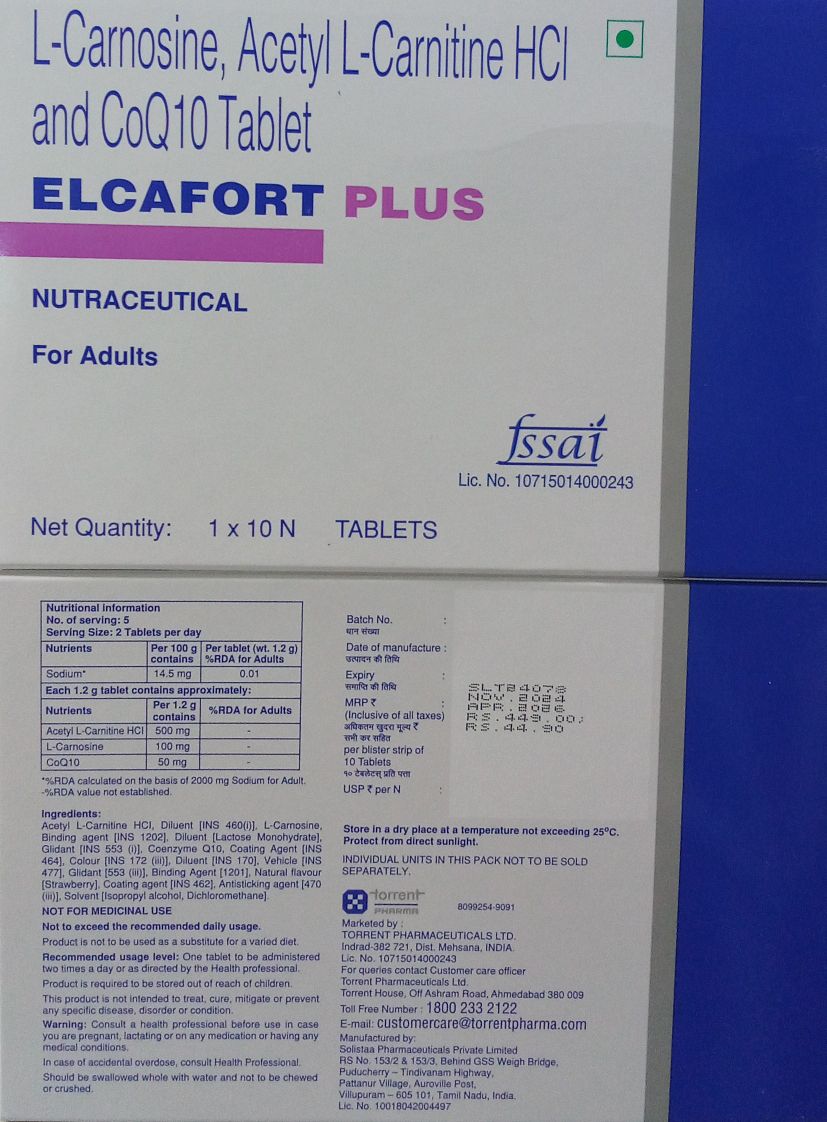 L-Carnosine, Acetyl L-Carnitine HCl
and CoQ10 Tablet
ELCAFORT PLUS
NUTRACEUTICAL
For Adults
fssai
Lic. No. 10715014000243
Net Quantity: 1 x 10 N TABLETS
Nutritional Information
No. of serving: 5
Serving Size: 2 Tablets per day
Nutrients Per 100 g contains Per tablet (wt. 1.2 g) %RDA for Adults
Sodium* 14.5 mg 0.01
Each 1.2 g tablet contains approximately:
Nutrients Per 1.2 g contains %RDA for Adults
Acetyl L-Carnitine HCl 500 mg -
L-Carnosine 100 mg -
CoQ10 50 mg -
*%RDA calculated on the basis of 2000 mg Sodium for Adult.
-%RDA value not established.
Ingredients:
Acetyl L-Carnitine HCl, Diluent [INS 460(i)], L-Carnosine,
Binding agent [INS 1202], Diluent [Lactose Monohydrate],
Glidant [INS 553 (i)], Coenzyme Q10, Coating Agent [INS
464], Colour [INS 172 (iii)], Diluent [INS 170], Vehicle [INS
477], Glidant [553 (iii)], Binding Agent [1201], Natural flavour
[Strawberry], Coating agent [INS 462], Antisticking agent [470
(iii)], Solvent [Isopropyl alcohol, Dichloromethane].
NOT FOR MEDICINAL USE
Not to exceed the recommended daily usage.
Product is not to be used as a substitute for a varied diet.
Recommended usage level: One tablet to be administered
two times a day or as directed by the Health professional.
Product is required to be stored out of reach of children.
This product is not intended to treat, cure, mitigate or prevent
any specific disease, disorder or condition.
Warning: Consult a health professional before use in case
you are pregnant, lactating or on any medication or having any
medical conditions.
In case of accidental overdose, consult Health Professional.
Should be swallowed whole with water and not to be chewed
or crushed.
Batch No. :
घान संख्या
Date of manufacture :
उत्पादन की तिथि
Expiry :
समाप्ति की तिथि
MRP ₹ :
(Inclusive of all taxes)
अधिकतम खुदरा मूल्य ₹
सभी कर सहित
per blister strip of
10 Tablets
१० टेबलेटस् प्रति पत्ता
USP ₹ per N :
SLT24078
NOV.2024
APR.2026
RS.449.00/
RS.44.90
Store in a dry place at a temperature not exceeding 25°C.
Protect from direct sunlight.
INDIVIDUAL UNITS IN THIS PACK NOT TO BE SOLD
SEPARATELY.
torrent
PHARMA
8099254-9091
Marketed by :
TORRENT PHARMACEUTICALS LTD.
Indrad-382 721, Dist. Mehsana, INDIA.
Lic. No. 10715014000243
For queries contact Customer care officer
Torrent Pharmaceuticals Ltd.
Torrent House, Off Ashram Road, Ahmedabad 380 009
Toll Free Number : 1800 233 2122
E-mail: customercare@torrentpharma.com
Manufactured by:
Solistaa Pharmaceuticals Private Limited
RS No. 153/2 & 153/3, Behind GSS Weigh Bridge,
Puducherry – Tindivanam Highway,
Pattanur Village, Auroville Post,
Villupuram – 605 101, Tamil Nadu, India.
Lic. No. 10018042004497